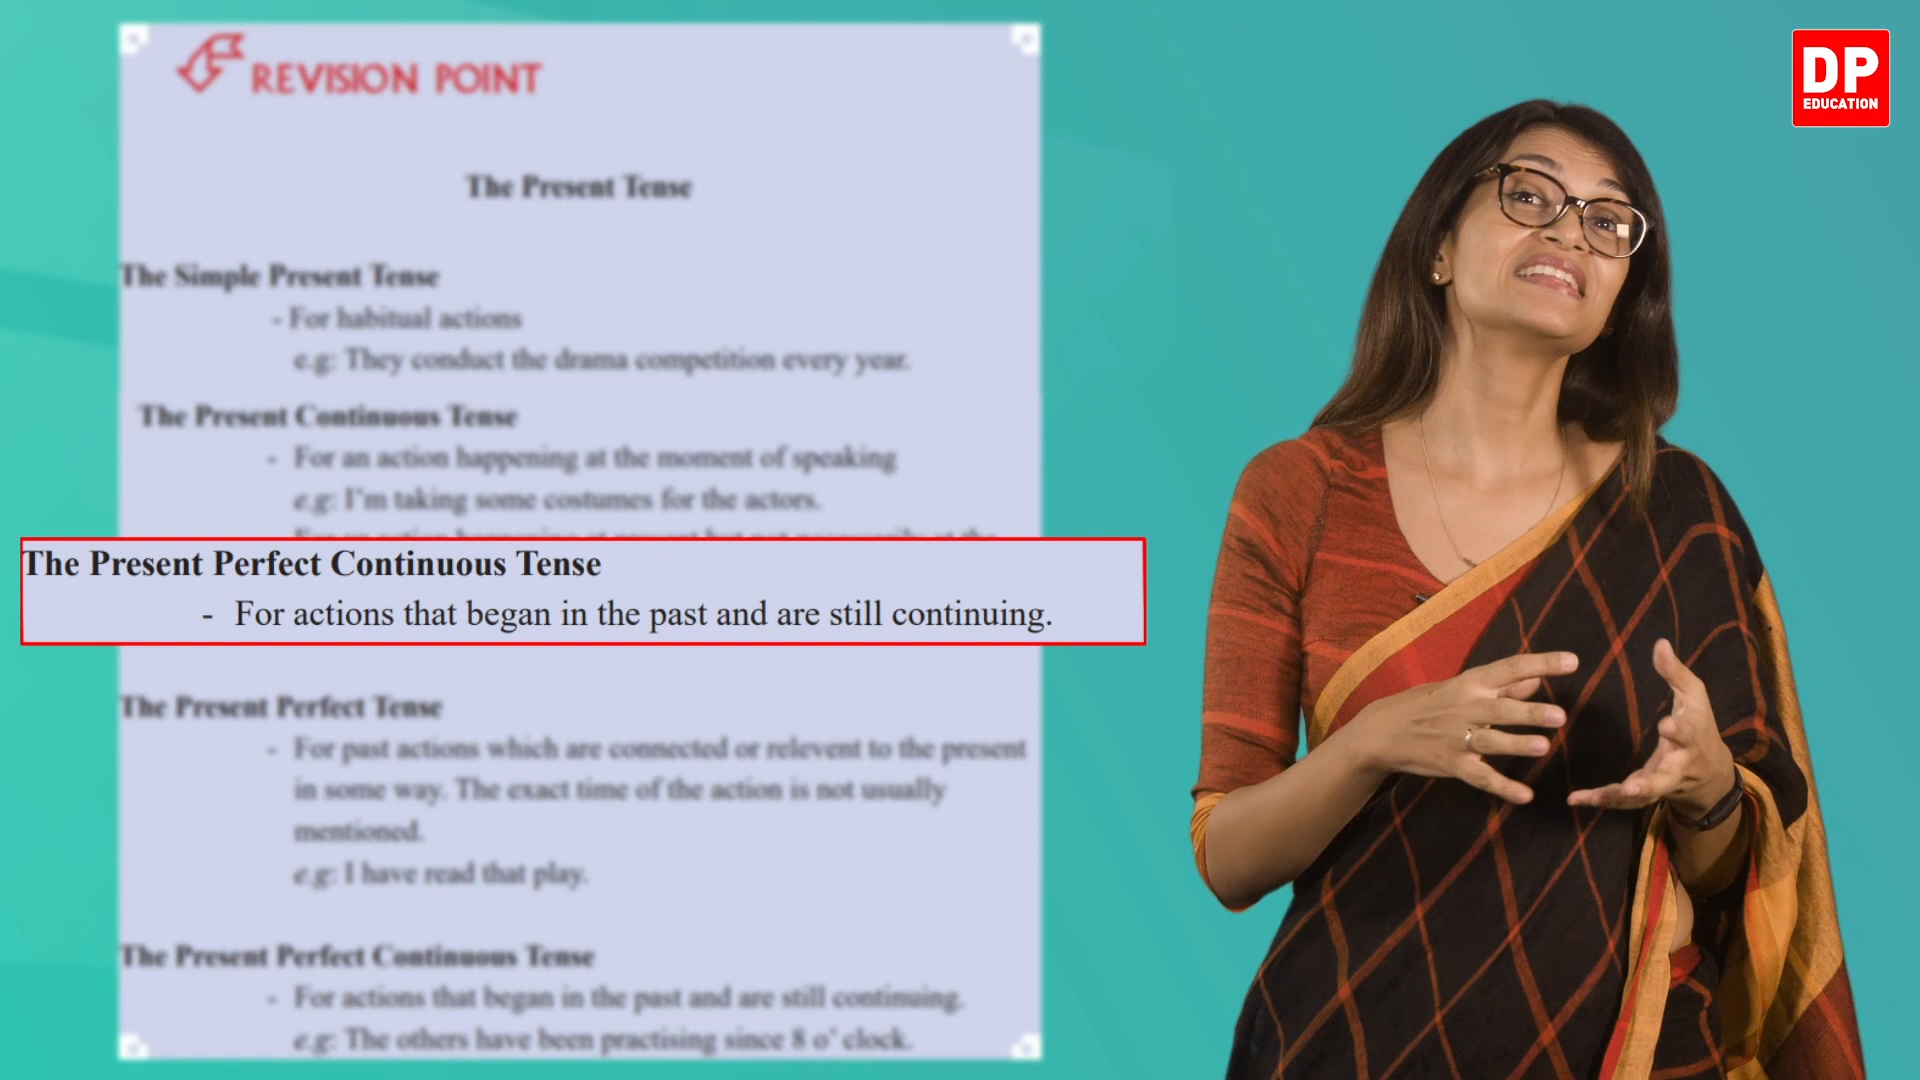 REVISION POINT
DP
EDUCATION
The Present Tense
The Simple Present Tense
- For habitual actions
e.g: They conduct the drama competition every year.
The Present Continuous Tense
- For an action happening at the moment of speaking
e.g: I'm taking some costumes for the actors.
The Present Perfect Continuous Tense
- For actions that began in the past and are still continuing.
The Present Perfect Tense
- For past actions which are connected or relevent to the present
in some way. The exact time of the action is not usually
mentioned.
e.g: I have read that play.
The Present Perfect Continuous Tense
- For actions that began in the past and are still continuing.
e.g: The others have been practising since 8 o' clock.